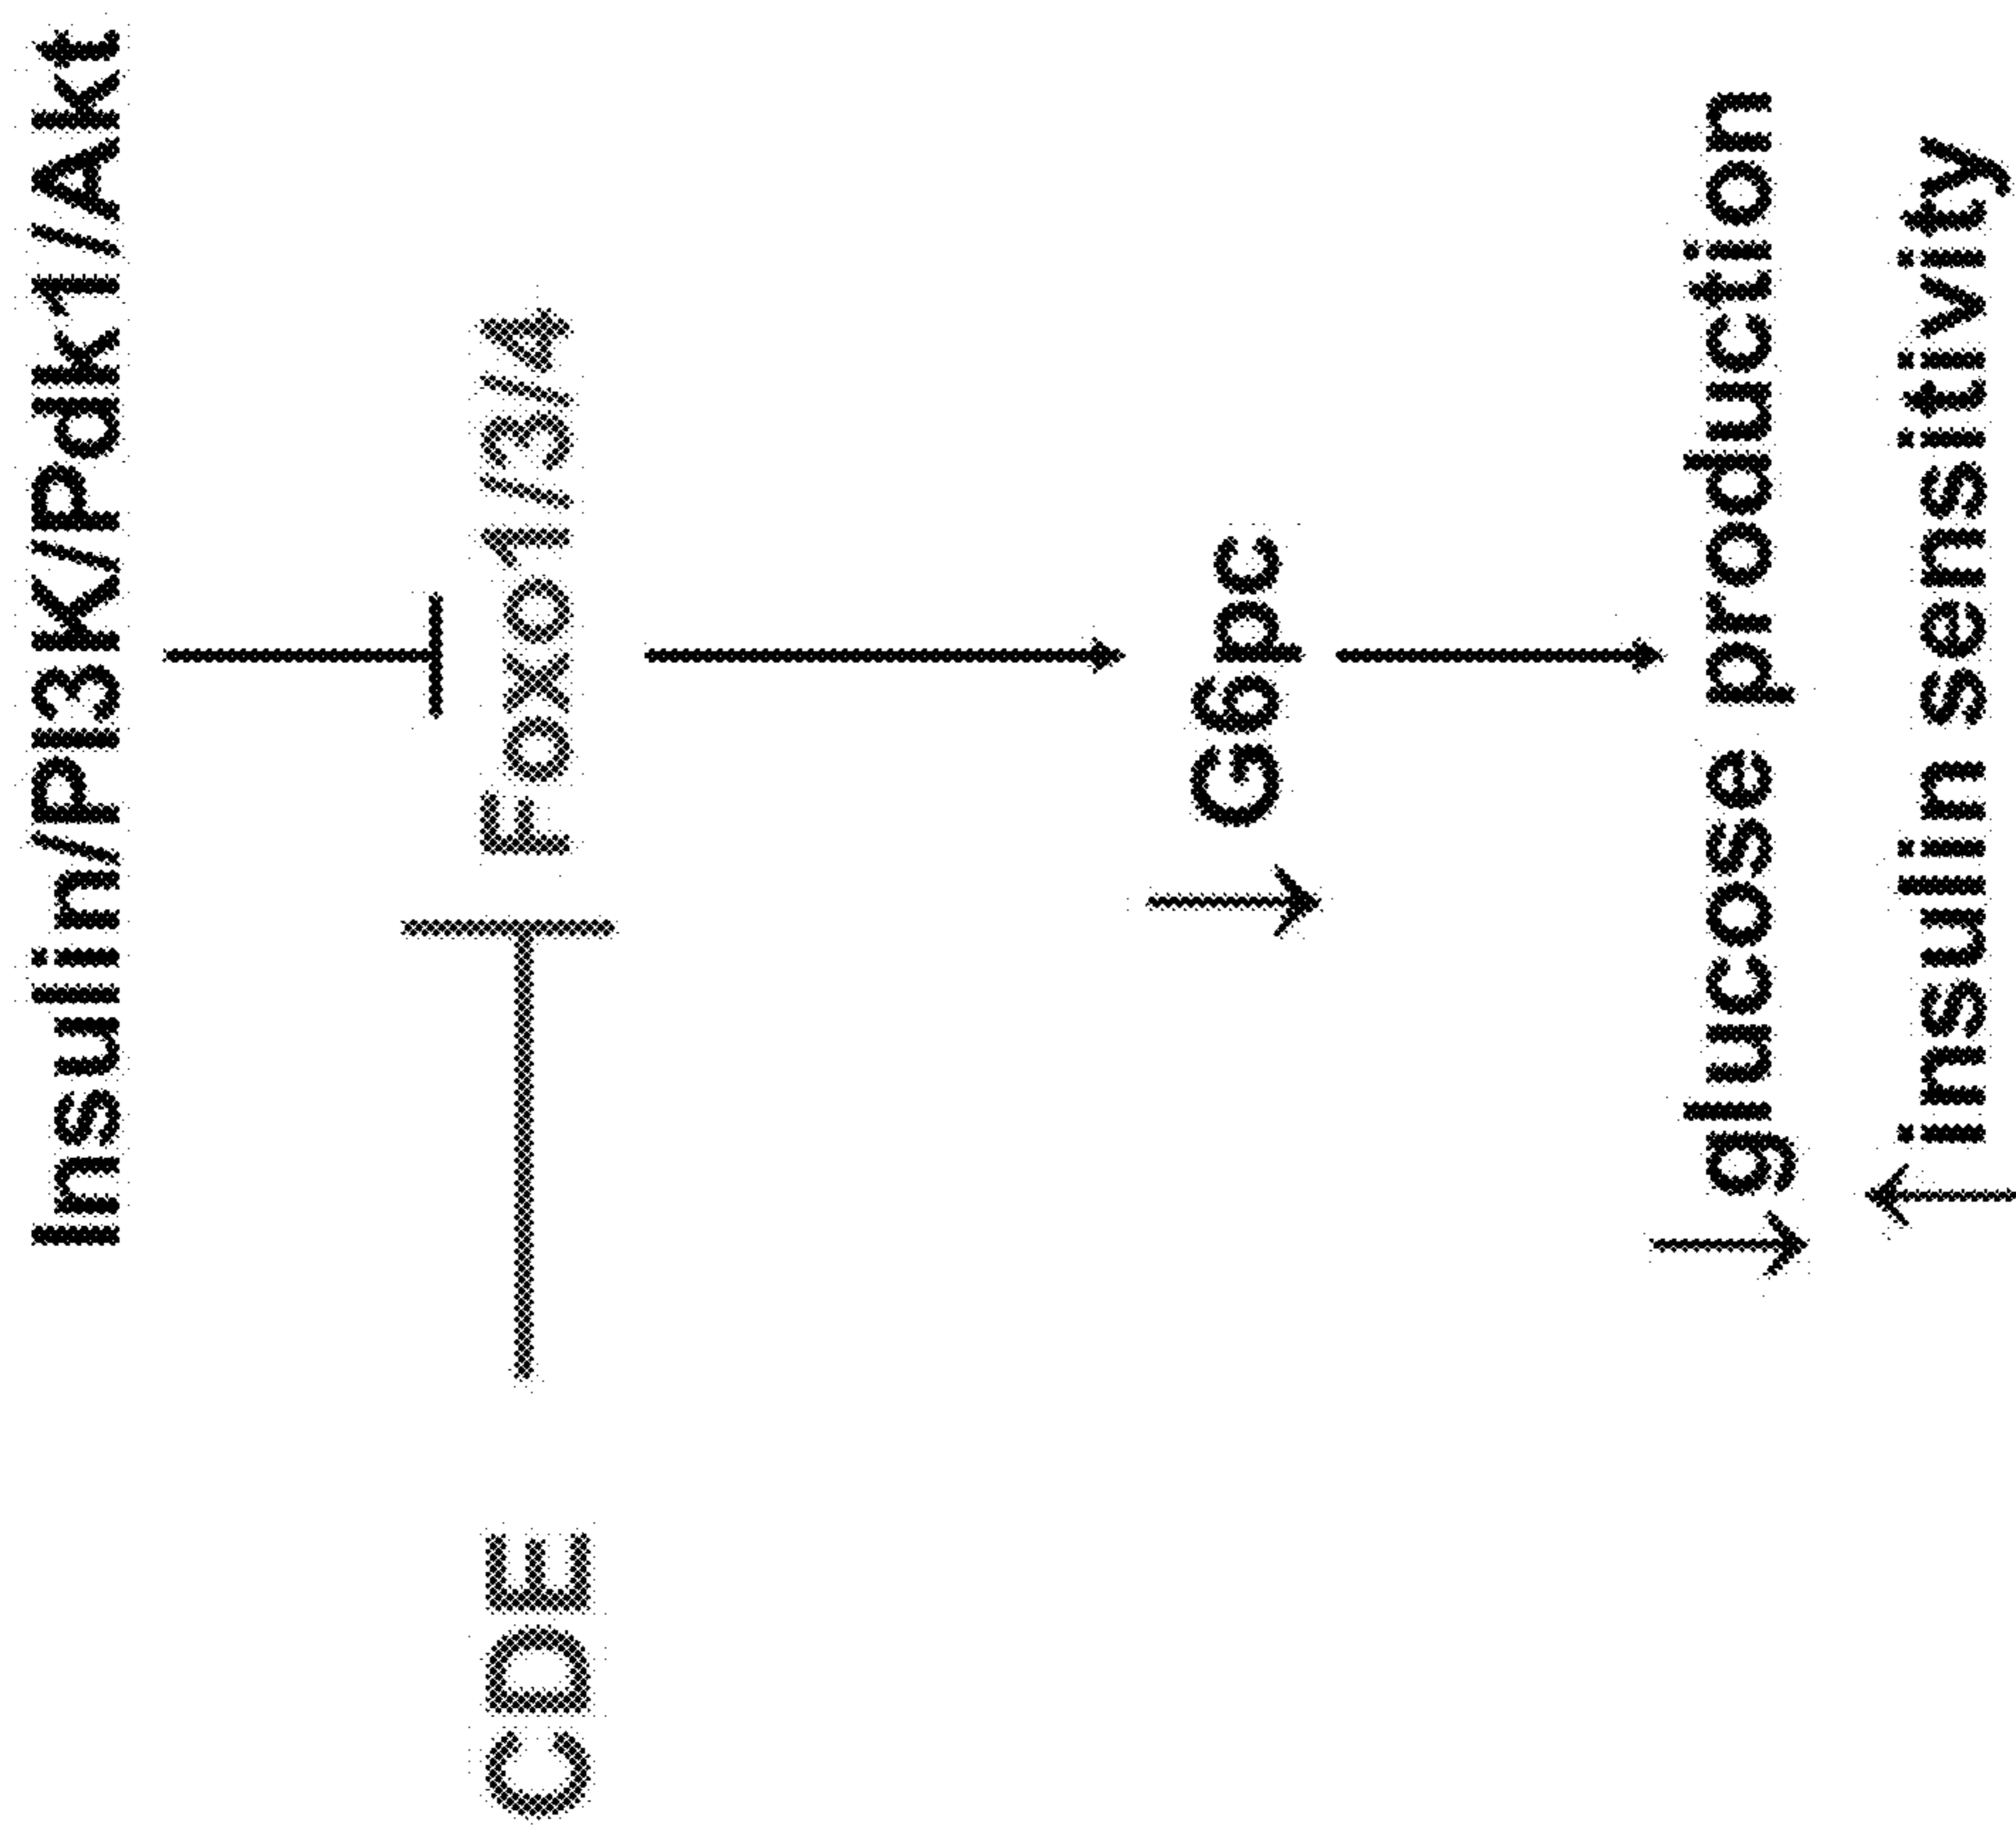 Insulin/PI3K/Pdk1/Akt
CDE Foxo1/3/4
↓ G6pc
↓ glucose production
↑ insulin sensitivity